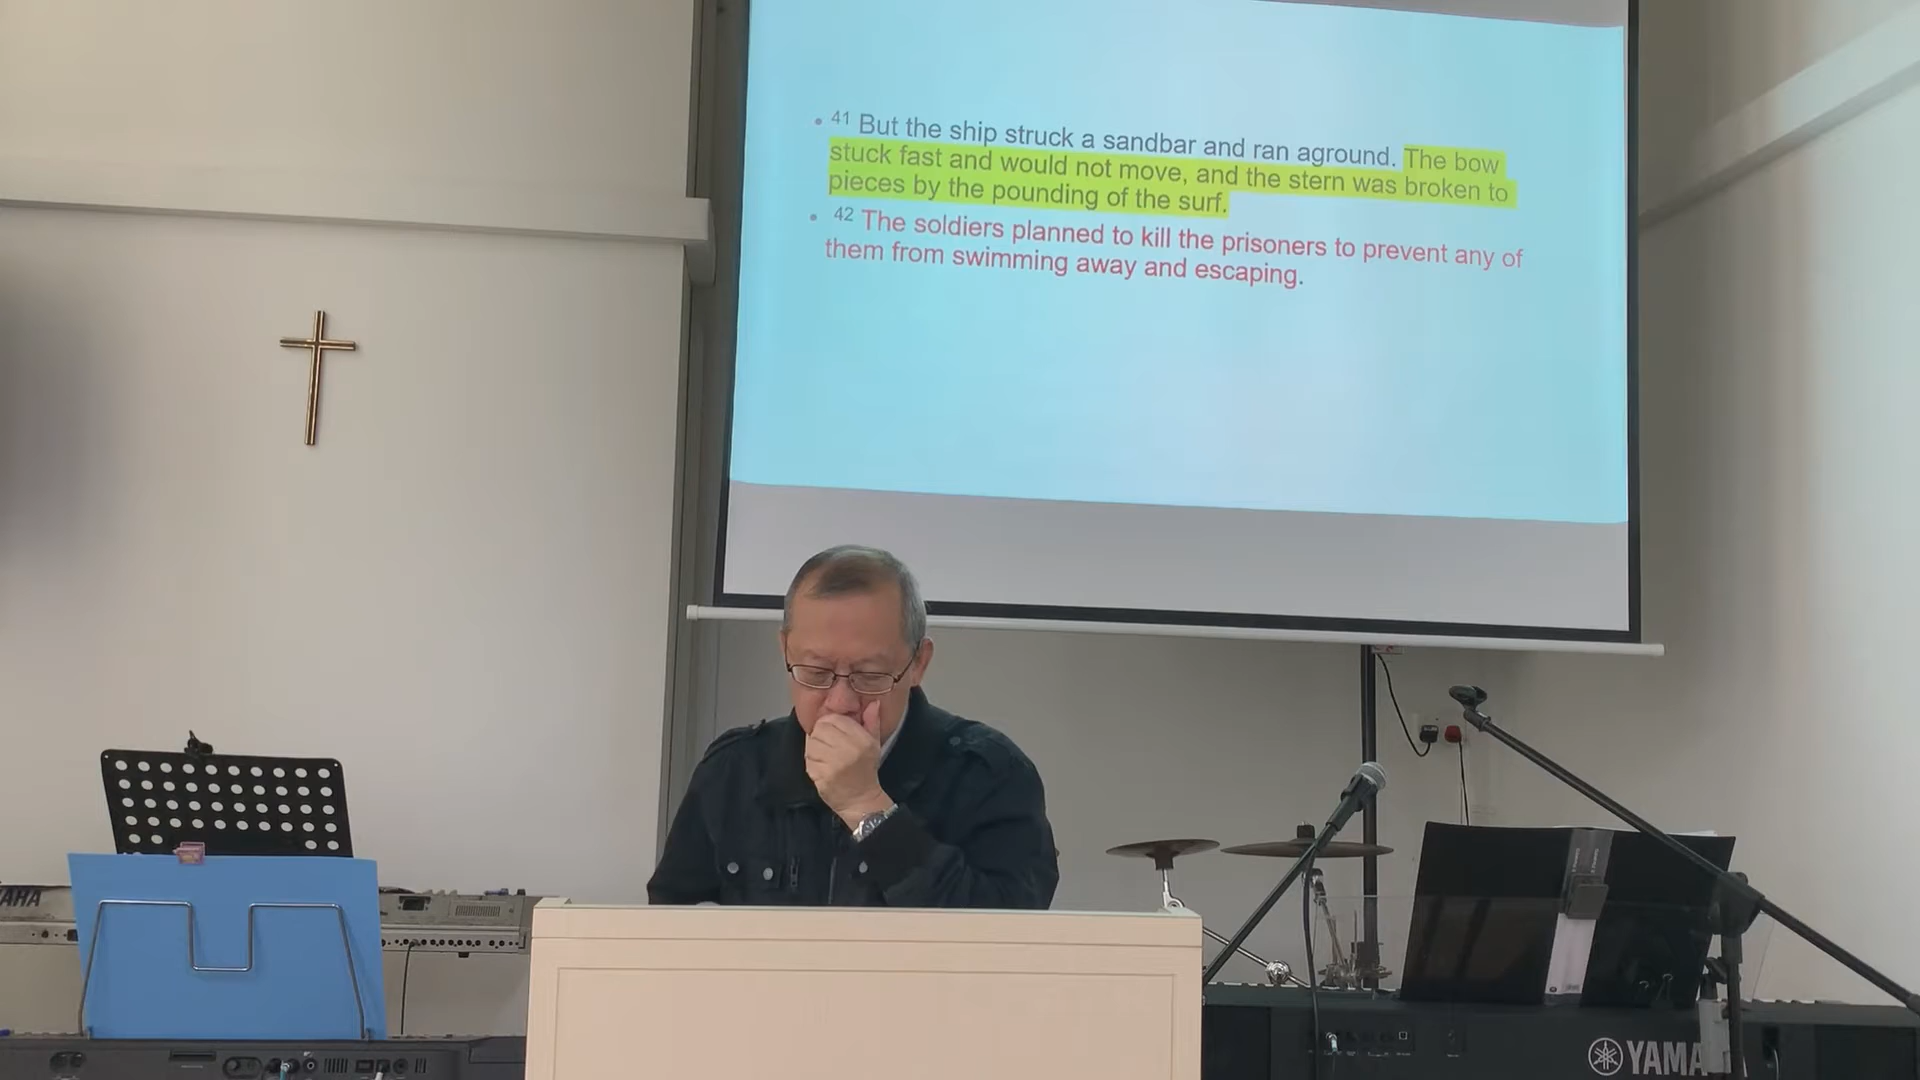 • 41 But the ship struck a sandbar and ran aground. The bow
stuck fast and would not move, and the stern was broken to
pieces by the pounding of the surf.
• 42 The soldiers planned to kill the prisoners to prevent any of
them from swimming away and escaping.
AHA
YAMA